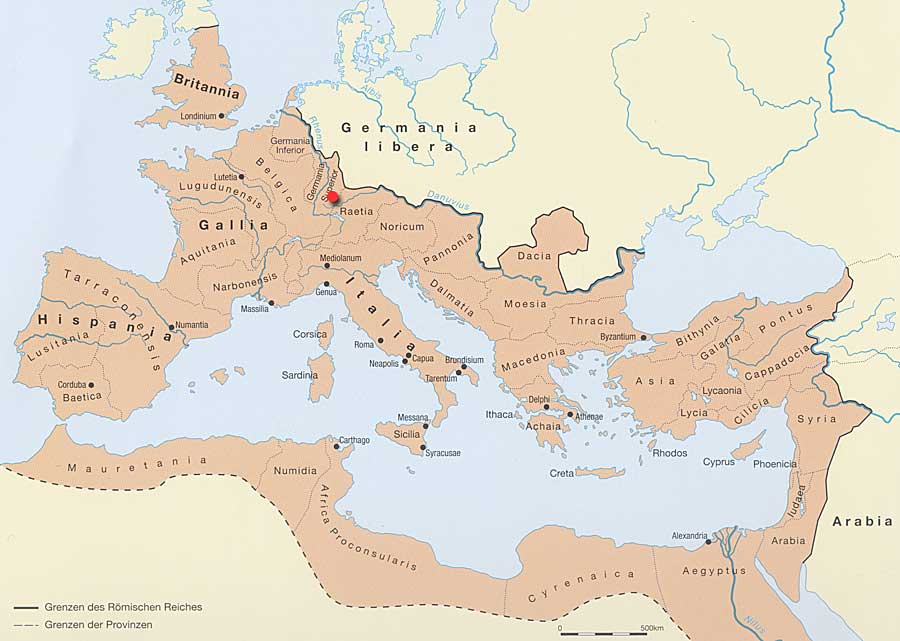 Britannia
Londinium
Albis
Rhenus
Germania
libera
Germania
Inferior
Belgica
Lutetia
Germania
Superior
Lugudunensis
Danuvius
Raetia
Gallia
Noricum
Aquitania
Pannonia
Dacia
Mediolanum
Narbonensis
Genua
Massilia
Italia
Dalmatia
Moesia
Tarraconensis
Hispania
Numantia
Lusitania
Corduba
Baetica
Corsica
Roma
Sardinia
Neapolis
Capua
Brundisium
Tarentum
Thracia
Byzantium
Macedonia
Bithynia
Pontus
Galatia
Cappadocia
Asia
Lycaonia
Lycia
Cilicia
Delphi
Ithaca
Athenae
Achaia
Messana
Sicilia
Syracusae
Carthago
Rhodos
Creta
Cyprus
Phoenicia
Syria
Iudaea
Arabia
Arabia
Mauretania
Numidia
Africa Proconsularis
Cyrenaica
Alexandria
Aegyptus
Nilus
Grenzen des Römischen Reiches
Grenzen der Provinzen
0 500km